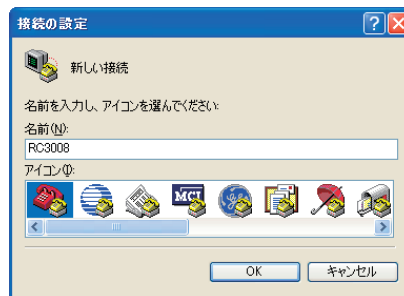 接続の設定
新しい接続
名前を入力し、アイコンを選んでください:
名前(N):
RC3008
アイコン(I):
MCI
OK
キャンセル